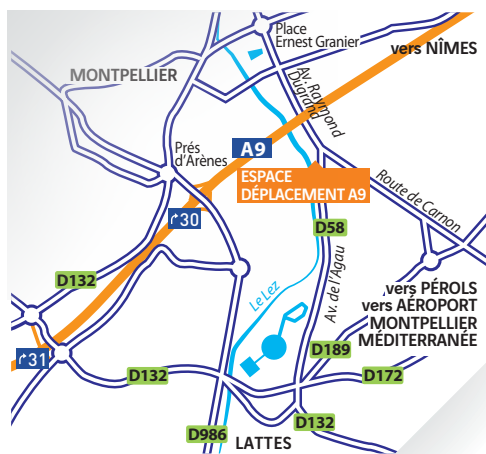 Place
Ernest Granier
vers NÎMES
MONTPELLIER
Av. Raymond
Dugrand
Prés
d'Arènes
A9
ESPACE
DÉPLACEMENT A9
Route de Carnon
30
D58
D132
Le Lez
Av. de l'Agau
vers PÉROLS
vers AÉROPORT
MONTPELLIER
MÉDITERRANÉE
31
D189
D132
D172
D132
D986
LATTES